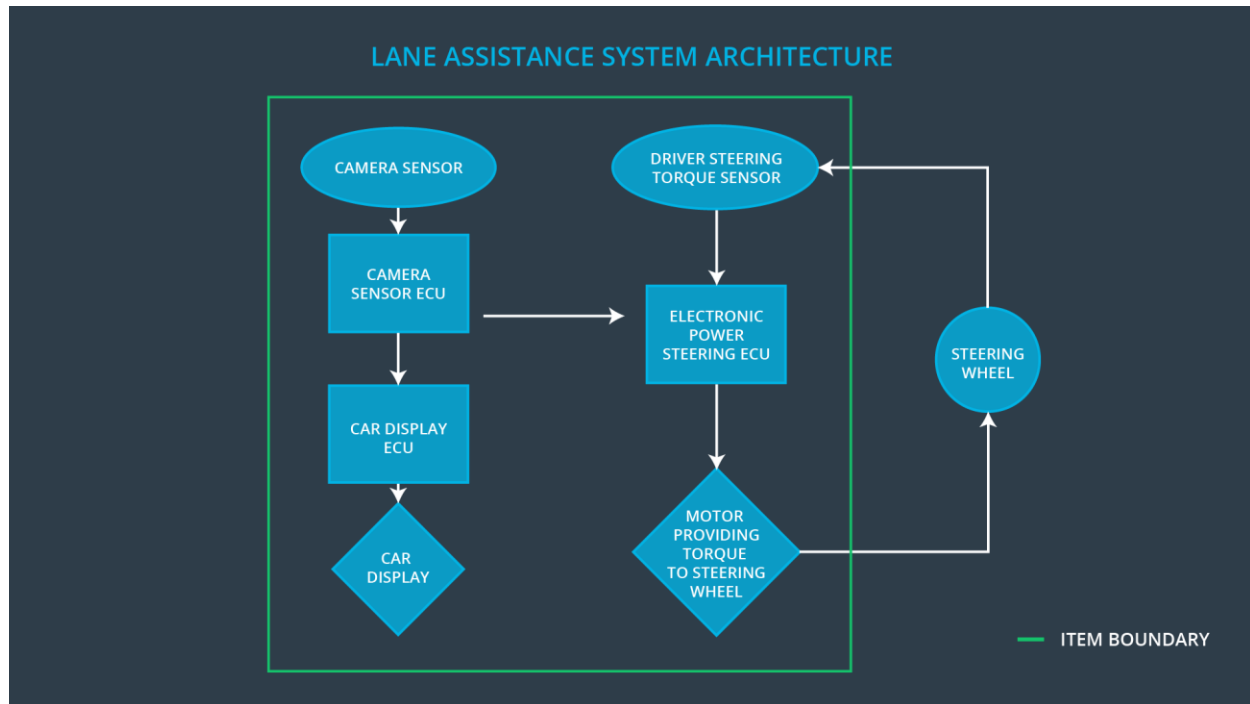 LANE ASSISTANCE SYSTEM ARCHITECTURE
CAMERA SENSOR
DRIVER STEERING
TORQUE SENSOR
CAMERA
SENSOR ECU
ELECTRONIC
POWER
STEERING ECU
STEERING
WHEEL
CAR DISPLAY
ECU
CAR
DISPLAY
MOTOR
PROVIDING
TORQUE
TO STEERING
WHEEL
ITEM BOUNDARY